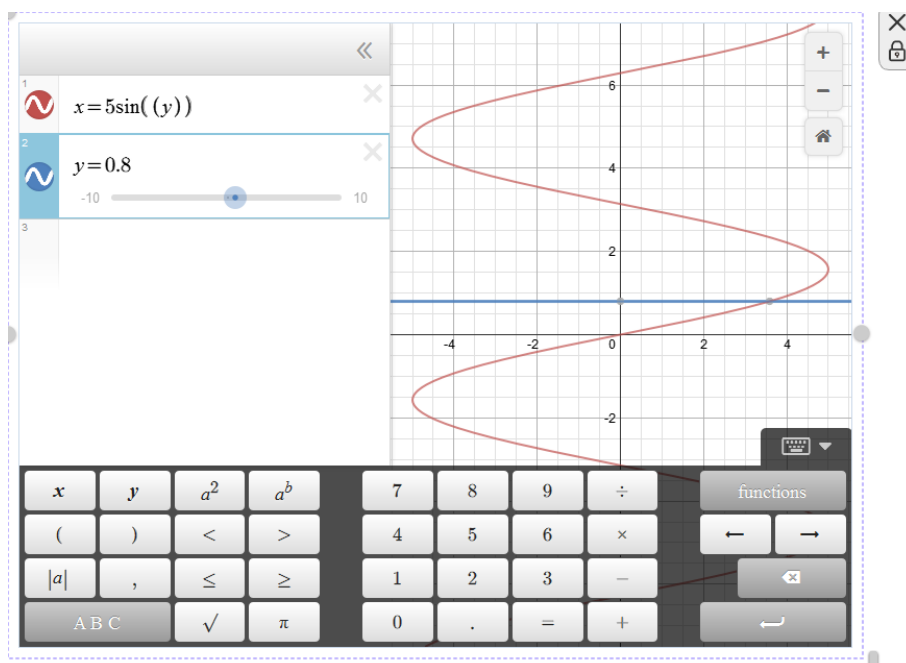 «
1
x=5sin((y))
2
y=0.8
-10 10
3
6
4
2
-4 -2 0 2 4
-2
+
−
x y a² aᵇ 7 8 9 ÷ functions
( ) < > 4 5 6 × ← →
|a| , ≤ ≥ 1 2 3 −
A B C √ π 0 . = +